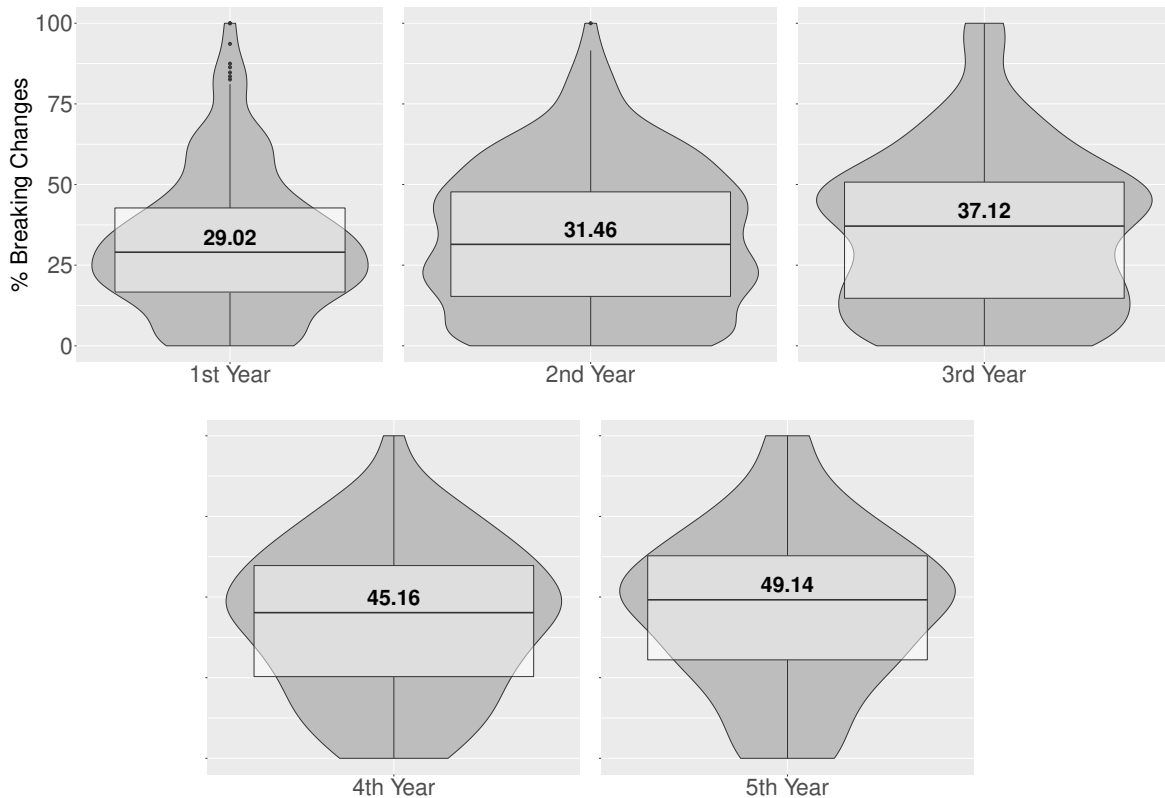 % Breaking Changes
100
75
50
25
0
29.02
31.46
37.12
1st Year
2nd Year
3rd Year
45.16
49.14
4th Year
5th Year